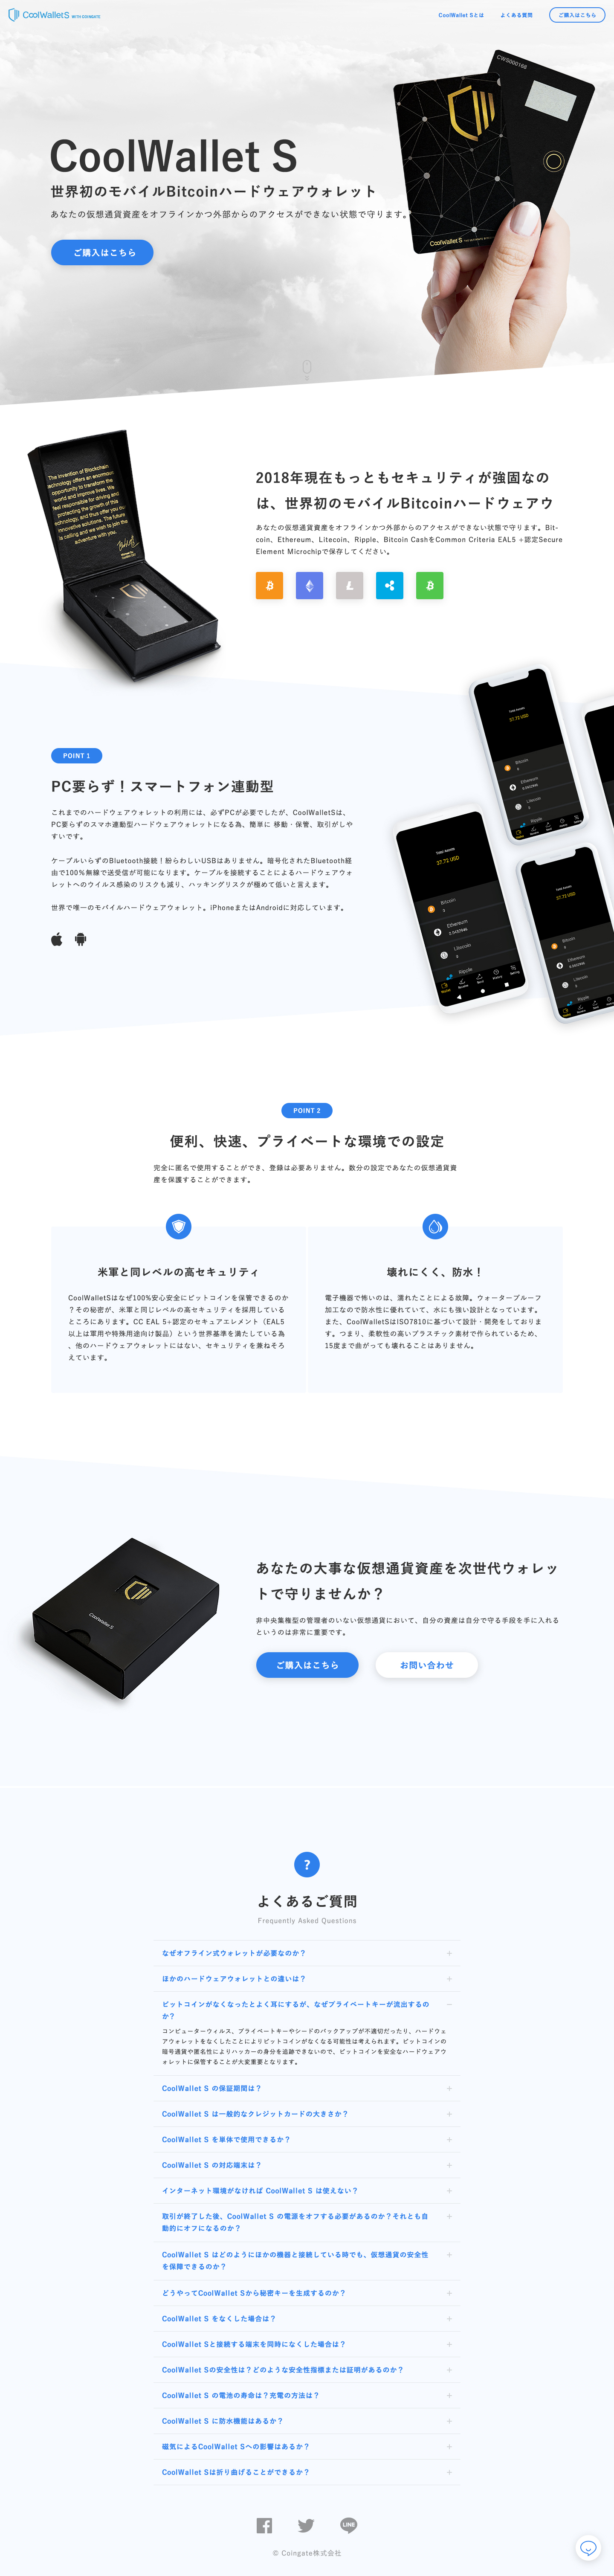 CoolWalletS WITH COINGATE
CoolWallet Sとは
よくある質問
ご購入はこちら
CWS0000166
CoolWallet S
CoolWallet S
世界初のモバイルBitcoinハードウェアウォレット
あなたの仮想通貨資産をオフラインかつ外部からのアクセスができない状態で守ります。
ご購入はこちら
The invention of Blockchain
technology offers an enormous
opportunity to transform the
world and improve lives. We
feel responsible for driving and
innovative solutions. The future
can wait. We invite you to join
us with the adventure.
2018年現在もっともセキュリティが強固なの
は、世界初のモバイルBitcoinハードウェアウ
あなたの仮想通貨資産をオフラインかつ外部からのアクセスができない状態で守ります。Bit-
coin、Ethereum、Litecoin、Ripple、Bitcoin CashをCommon Criteria EAL5 +認定Secure
Element Microchipで保存してください。
POINT 1
PC要らず！スマートフォン連動型
これまでのハードウェアウォレットの利用には、必ずPCが必要でしたが、CoolWalletSは、
PC要らずのスマホ連動型ハードウェアウォレットになる為、簡単に 移動・保管、取引がしや
すいです。
ケーブルいらずのBluetooth接続！紛らわしいUSBはありません。暗号化されたBluetooth経
由で100％無線で送受信が可能になります。ケーブルを接続することによるハードウェアウォ
レットへのウイルス感染のリスクも減り、ハッキングリスクが極めて低いと言えます。
世界で唯一のモバイルハードウェアウォレット。iPhoneまたはAndroidに対応しています。
37.72 USD
Bitcoin
0
Ethereum
Litecoin
0
Ripple
37.72 USD
Bitcoin
0
Ethereum
0.0432946
Litecoin
0
Ripple
37.72 USD
Bitcoin
0
Ethereum
0.0432946
Litecoin
0
Ripple
POINT 2
便利、快速、プライベートな環境での設定
完全に匿名で使用することができ、登録は必要ありません。数分の設定であなたの仮想通貨資
産を保護することができます。
米軍と同レベルの高セキュリティ
CoolWalletSはなぜ100%安心安全にビットコインを保管できるのか
？その秘密が、米軍と同じレベルの高セキュリティを採用している
ところにあります。CC EAL 5+認定のセキュアエレメント（EAL5
以上は軍用や特殊用途向け製品）という世界基準を満たしている為
、他のハードウェアウォレットにはない、セキュリティを兼ねそろ
えています。
壊れにくく、防水！
電子機器で怖いのは、濡れたことによる故障。ウォータープルーフ
加工なので防水性に優れていて、水にも強い設計となっています。
また、CoolWalletSはISO7810に基づいて設計・開発をしておりま
す。つまり、柔軟性の高いプラスチック素材で作られているため、
15度まで曲がっても壊れることはありません。
CoolWallet S
あなたの大事な仮想通貨資産を次世代ウォレッ
トで守りませんか？
非中央集権型の管理者のいない仮想通貨において、自分の資産は自分で守る手段を手に入れる
というのは非常に重要です。
ご購入はこちら
お問い合わせ
?
よくあるご質問
Frequently Asked Questions
なぜオフライン式ウォレットが必要なのか？
ほかのハードウェアウォレットとの違いは？
ビットコインがなくなったとよく耳にするが、なぜプライベートキーが流出するの
か？
コンピューターウィルス、プライベートキーやシードのバックアップが不適切だったり、ハードウェ
アウォレットをなくしたことによりビットコインがなくなる可能性は考えられます。ビットコインの
暗号通貨や匿名性によりハッカーの身分を追跡できないので、ビットコインを安全なハードウェアウ
ォレットに保管することが大変重要となります。
CoolWallet S の保証期間は？
CoolWallet S は一般的なクレジットカードの大きさか？
CoolWallet S を単体で使用できるか？
CoolWallet S の対応端末は？
インターネット環境がなければ CoolWallet S は使えない？
取引が終了した後、CoolWallet S の電源をオフする必要があるのか？それとも自
動的にオフになるのか？
CoolWallet S はどのようにほかの機器と接続している時でも、仮想通貨の安全性
を保障できるのか？
どうやってCoolWallet Sから秘密キーを生成するのか？
CoolWallet S をなくした場合は？
CoolWallet Sと接続する端末を同時になくした場合は？
CoolWallet Sの安全性は？どのような安全性指標または証明があるのか？
CoolWallet S の電池の寿命は？充電の方法は？
CoolWallet S に防水機能はあるか？
磁気によるCoolWallet Sへの影響はあるか？
CoolWallet Sは折り曲げることができるか？
LINE
© Coingate株式会社